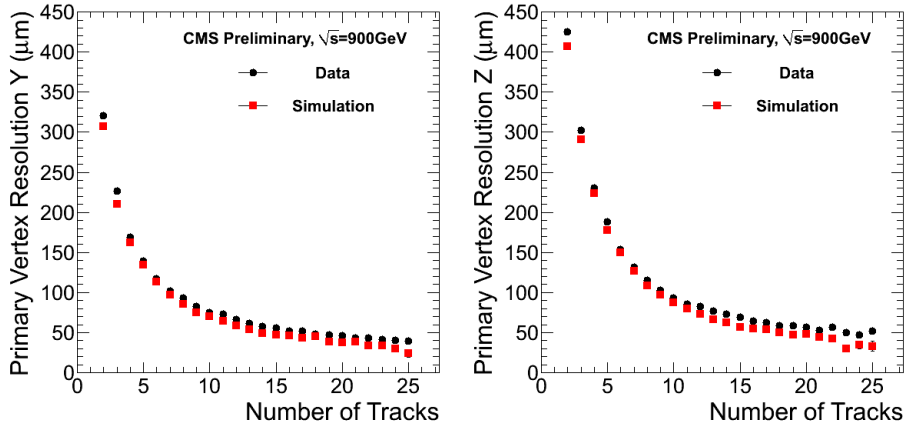 Primary Vertex Resolution Y (μm)
450
400
350
300
250
200
150
100
50
0
CMS Preliminary, √s=900GeV
Data
Simulation
0 5 10 15 20 25
Number of Tracks
Primary Vertex Resolution Z (μm)
450
400
350
300
250
200
150
100
50
0
CMS Preliminary, √s=900GeV
Data
Simulation
0 5 10 15 20 25
Number of Tracks